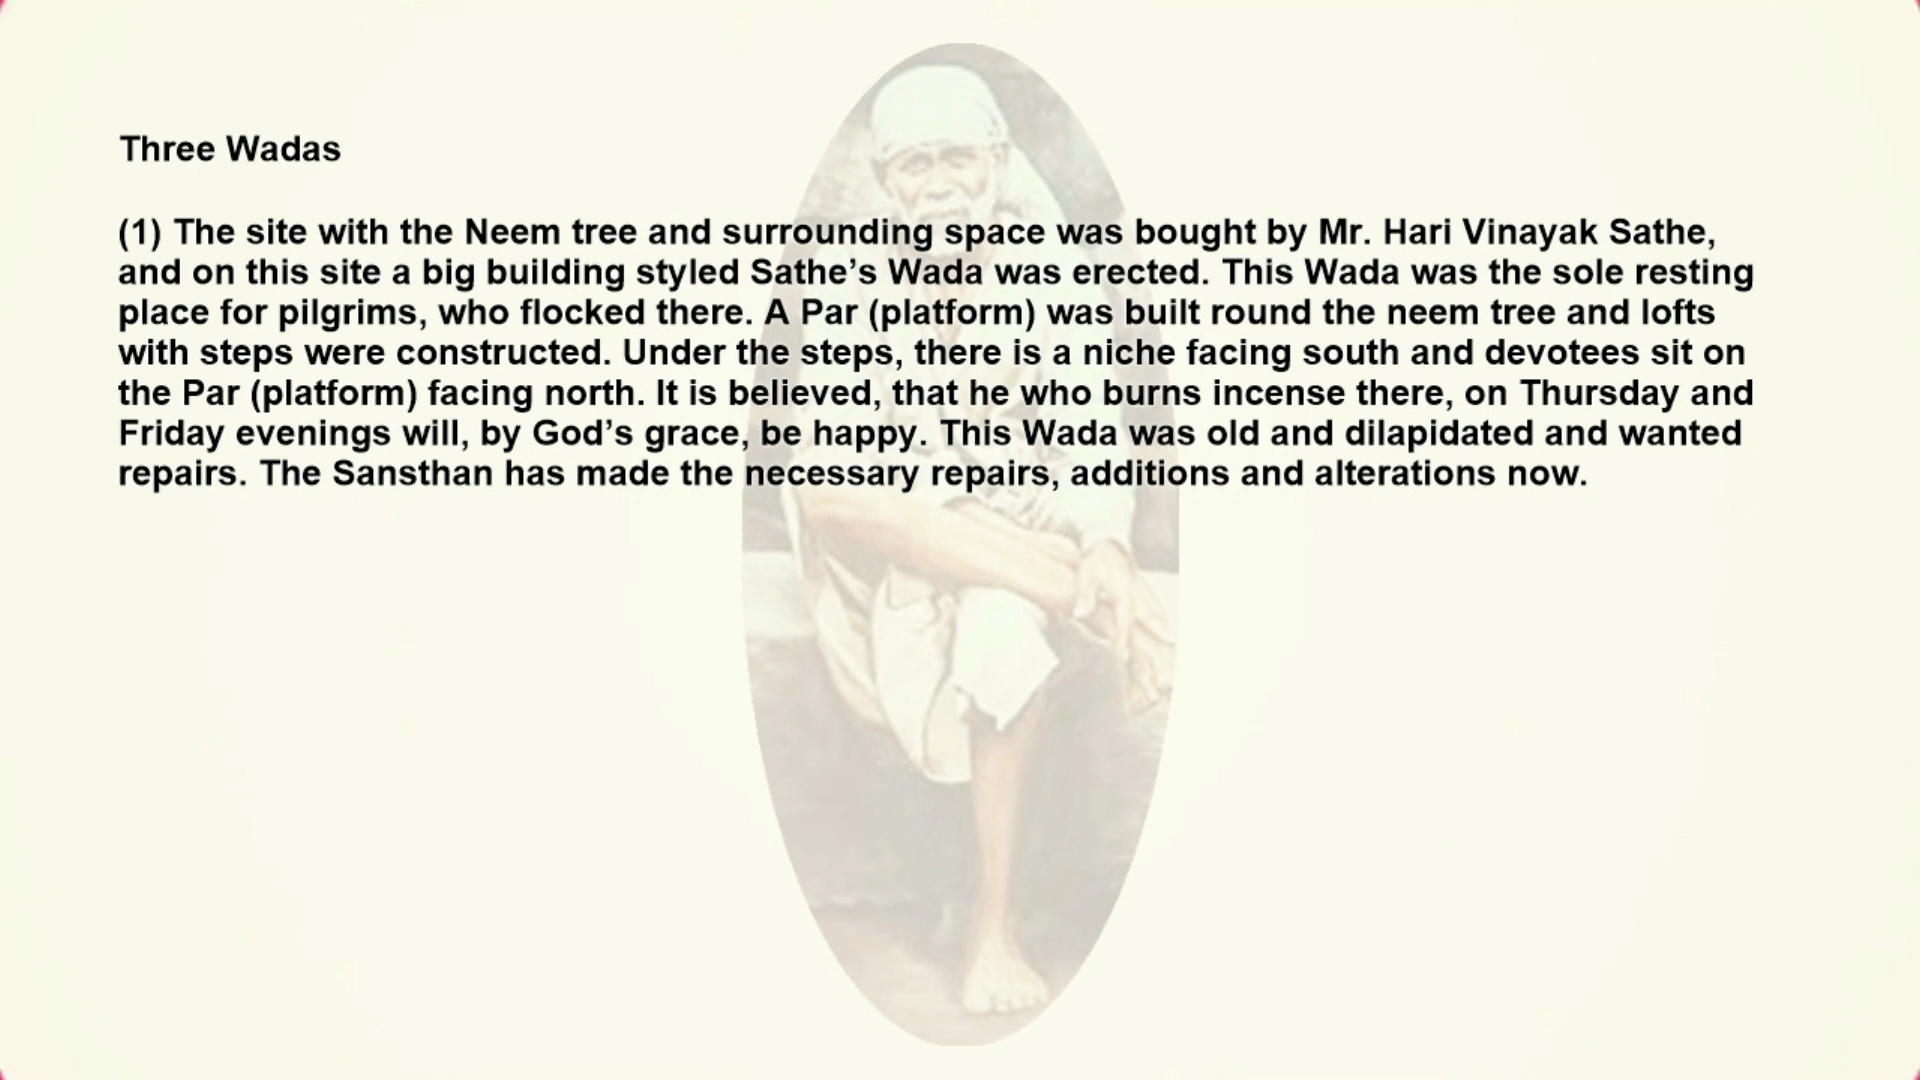 Three Wadas
(1) The site with the Neem tree and surrounding space was bought by Mr. Hari Vinayak Sathe,
and on this site a big building styled Sathe’s Wada was erected. This Wada was the sole resting
place for pilgrims, who flocked there. A Par (platform) was built round the neem tree and lofts
with steps were constructed. Under the steps, there is a niche facing south and devotees sit on
the Par (platform) facing north. It is believed, that he who burns incense there, on Thursday and
Friday evenings will, by God’s grace, be happy. This Wada was old and dilapidated and wanted
repairs. The Sansthan has made the necessary repairs, additions and alterations now.